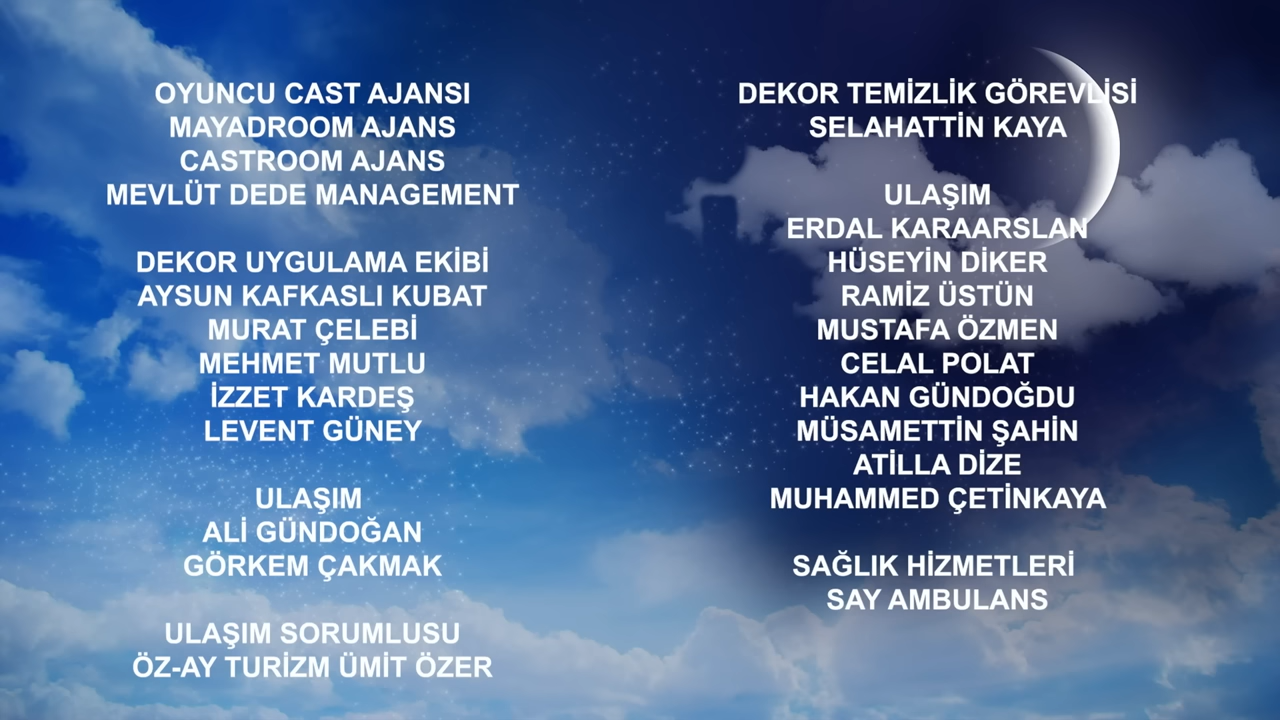 OYUNCU CAST AJANSI
MAYADROOM AJANS
CASTROOM AJANS
MEVLÜT DEDE MANAGEMENT
DEKOR UYGULAMA EKİBİ
AYSUN KAFKASLI KUBAT
MURAT ÇELEBİ
MEHMET MUTLU
İZZET KARDEŞ
LEVENT GÜNEY
ULAŞIM
ALİ GÜNDOĞAN
GÖRKEM ÇAKMAK
ULAŞIM SORUMLUSU
ÖZ-AY TURİZM ÜMİT ÖZER
DEKOR TEMİZLİK GÖREVLİSİ
SELAHATTİN KAYA
ULAŞIM
ERDAL KARAARSLAN
HÜSEYİN DİKER
RAMİZ ÜSTÜN
MUSTAFA ÖZMEN
CELAL POLAT
HAKAN GÜNDOĞDU
MÜSAMETTİN ŞAHİN
ATİLLA DİZE
MUHAMMED ÇETİNKAYA
SAĞLIK HİZMETLERİ
SAY AMBULANS